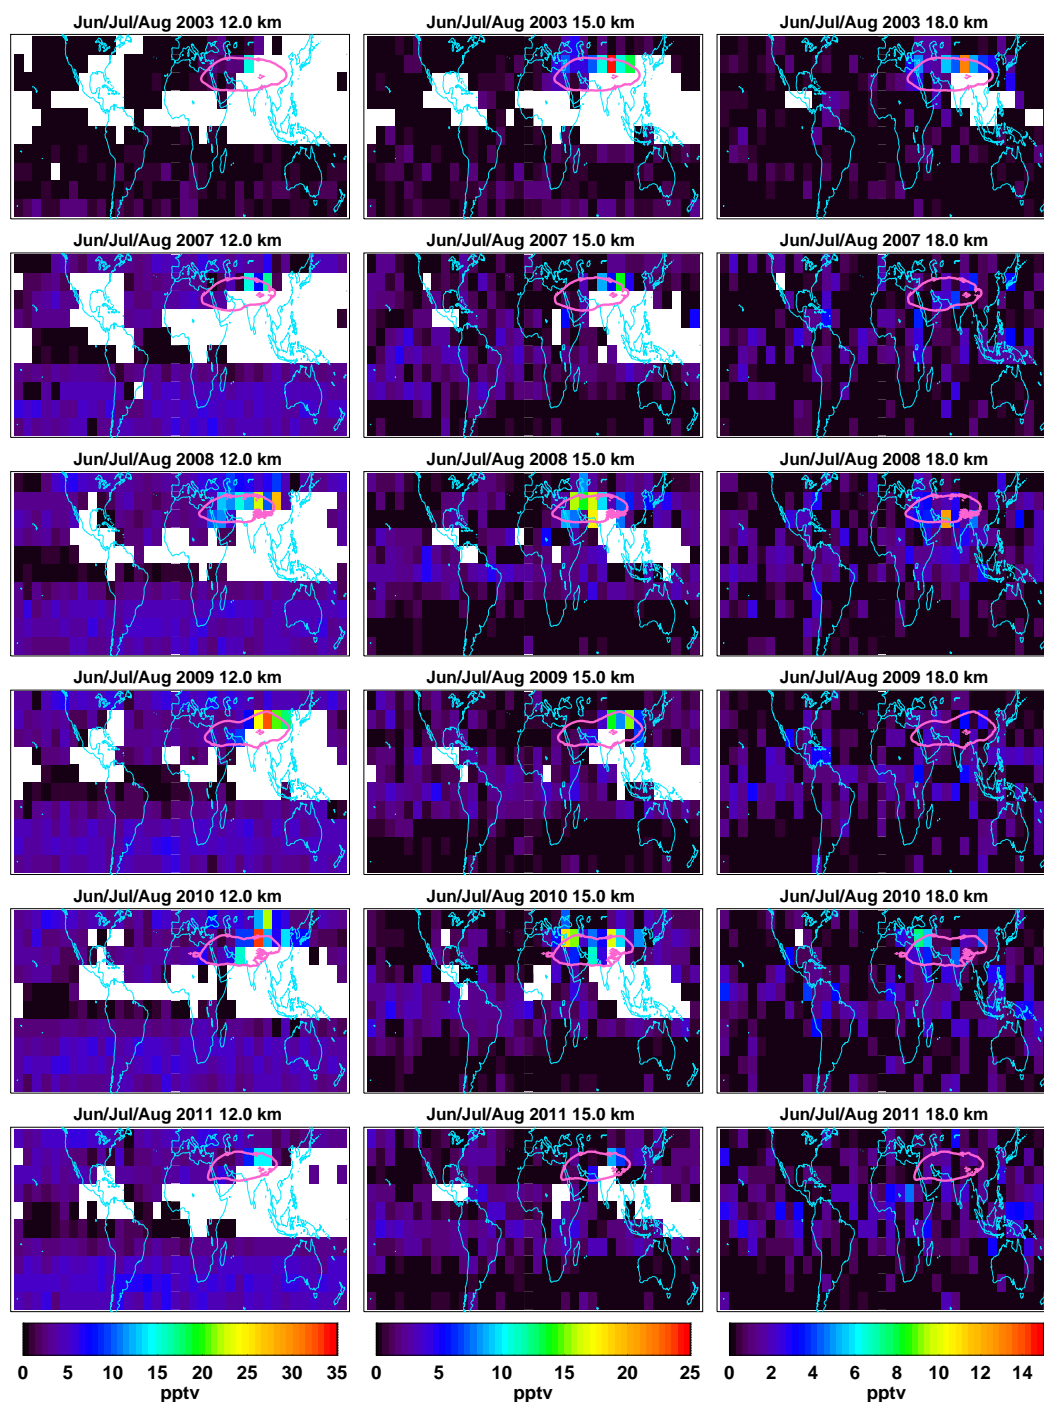 Jun/Jul/Aug 2003 12.0 km Jun/Jul/Aug 2003 15.0 km Jun/Jul/Aug 2003 18.0 km
Jun/Jul/Aug 2007 12.0 km Jun/Jul/Aug 2007 15.0 km Jun/Jul/Aug 2007 18.0 km
Jun/Jul/Aug 2008 12.0 km Jun/Jul/Aug 2008 15.0 km Jun/Jul/Aug 2008 18.0 km
Jun/Jul/Aug 2009 12.0 km Jun/Jul/Aug 2009 15.0 km Jun/Jul/Aug 2009 18.0 km
Jun/Jul/Aug 2010 12.0 km Jun/Jul/Aug 2010 15.0 km Jun/Jul/Aug 2010 18.0 km
Jun/Jul/Aug 2011 12.0 km Jun/Jul/Aug 2011 15.0 km Jun/Jul/Aug 2011 18.0 km
0 5 10 15 20 25 30 35 0 5 10 15 20 25 0 2 4 6 8 10 12 14
pptv pptv pptv